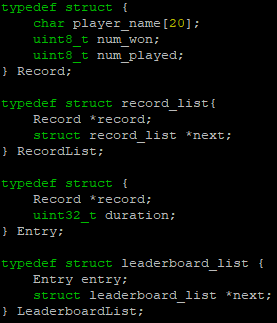 typedef struct {
    char player_name[20];
    uint8_t num_won;
    uint8_t num_played;
} Record;

typedef struct record_list{
    Record *record;
    struct record_list *next;
} RecordList;

typedef struct {
    Record *record;
    uint32_t duration;
} Entry;

typedef struct leaderboard_list {
    Entry entry;
    struct leaderboard_list *next;
} LeaderboardList;